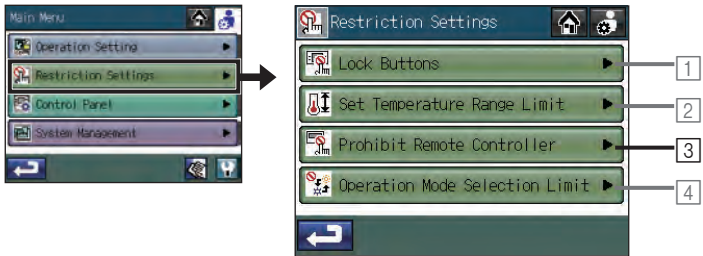 Main Menu
Operation Setting
Restriction Settings
Control Panel
System Management
Restriction Settings
Lock Buttons
1
Set Temperature Range Limit
2
Prohibit Remote Controller
3
Operation Mode Selection Limit
4